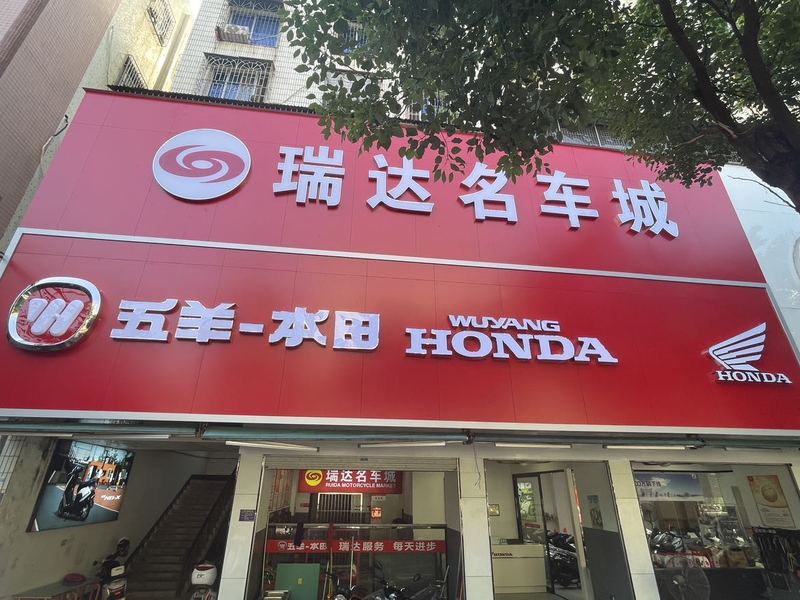 瑞达名车城
五羊-本田
WUYANG
HONDA
HONDA
瑞达名车城
RUIDA MOTORCYCLE MARKET
五羊-本田 瑞达服务 每天进步
HONDA